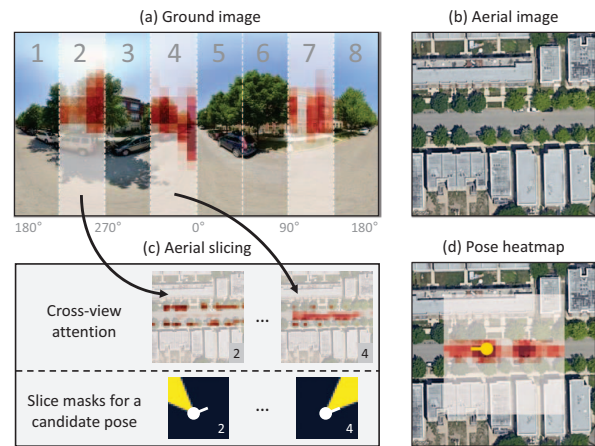 (a) Ground image
(b) Aerial image
1 2 3 4 5 6 7 8
180° 270° 0° 90° 180°
(c) Aerial slicing
(d) Pose heatmap
Cross-view
attention
...
2 4
Slice masks for a
candidate pose
...
2 4